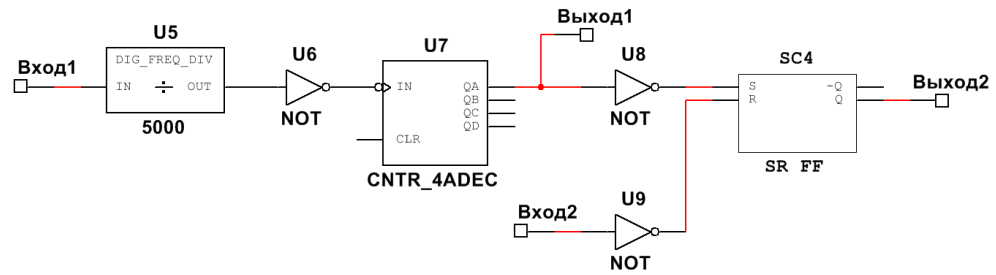 Вход1
U5
DIG_FREQ_DIV
IN ÷ OUT
5000
U6
NOT
U7
IN
CLR
QA
QB
QC
QD
CNTR_4ADEC
Выход1
U8
NOT
Вход2
U9
NOT
SC4
S
R
-Q
Q
SR FF
Выход2